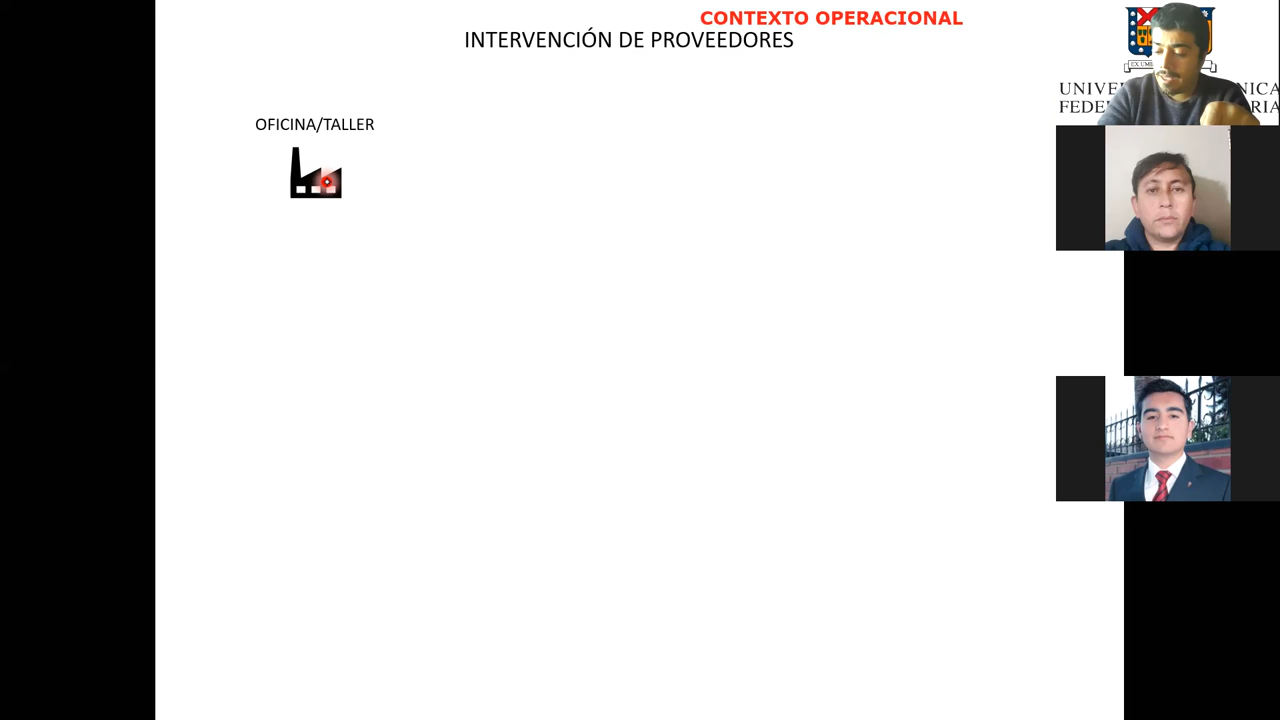 CONTEXTO OPERACIONAL
INTERVENCIÓN DE PROVEEDORES
OFICINA/TALLER